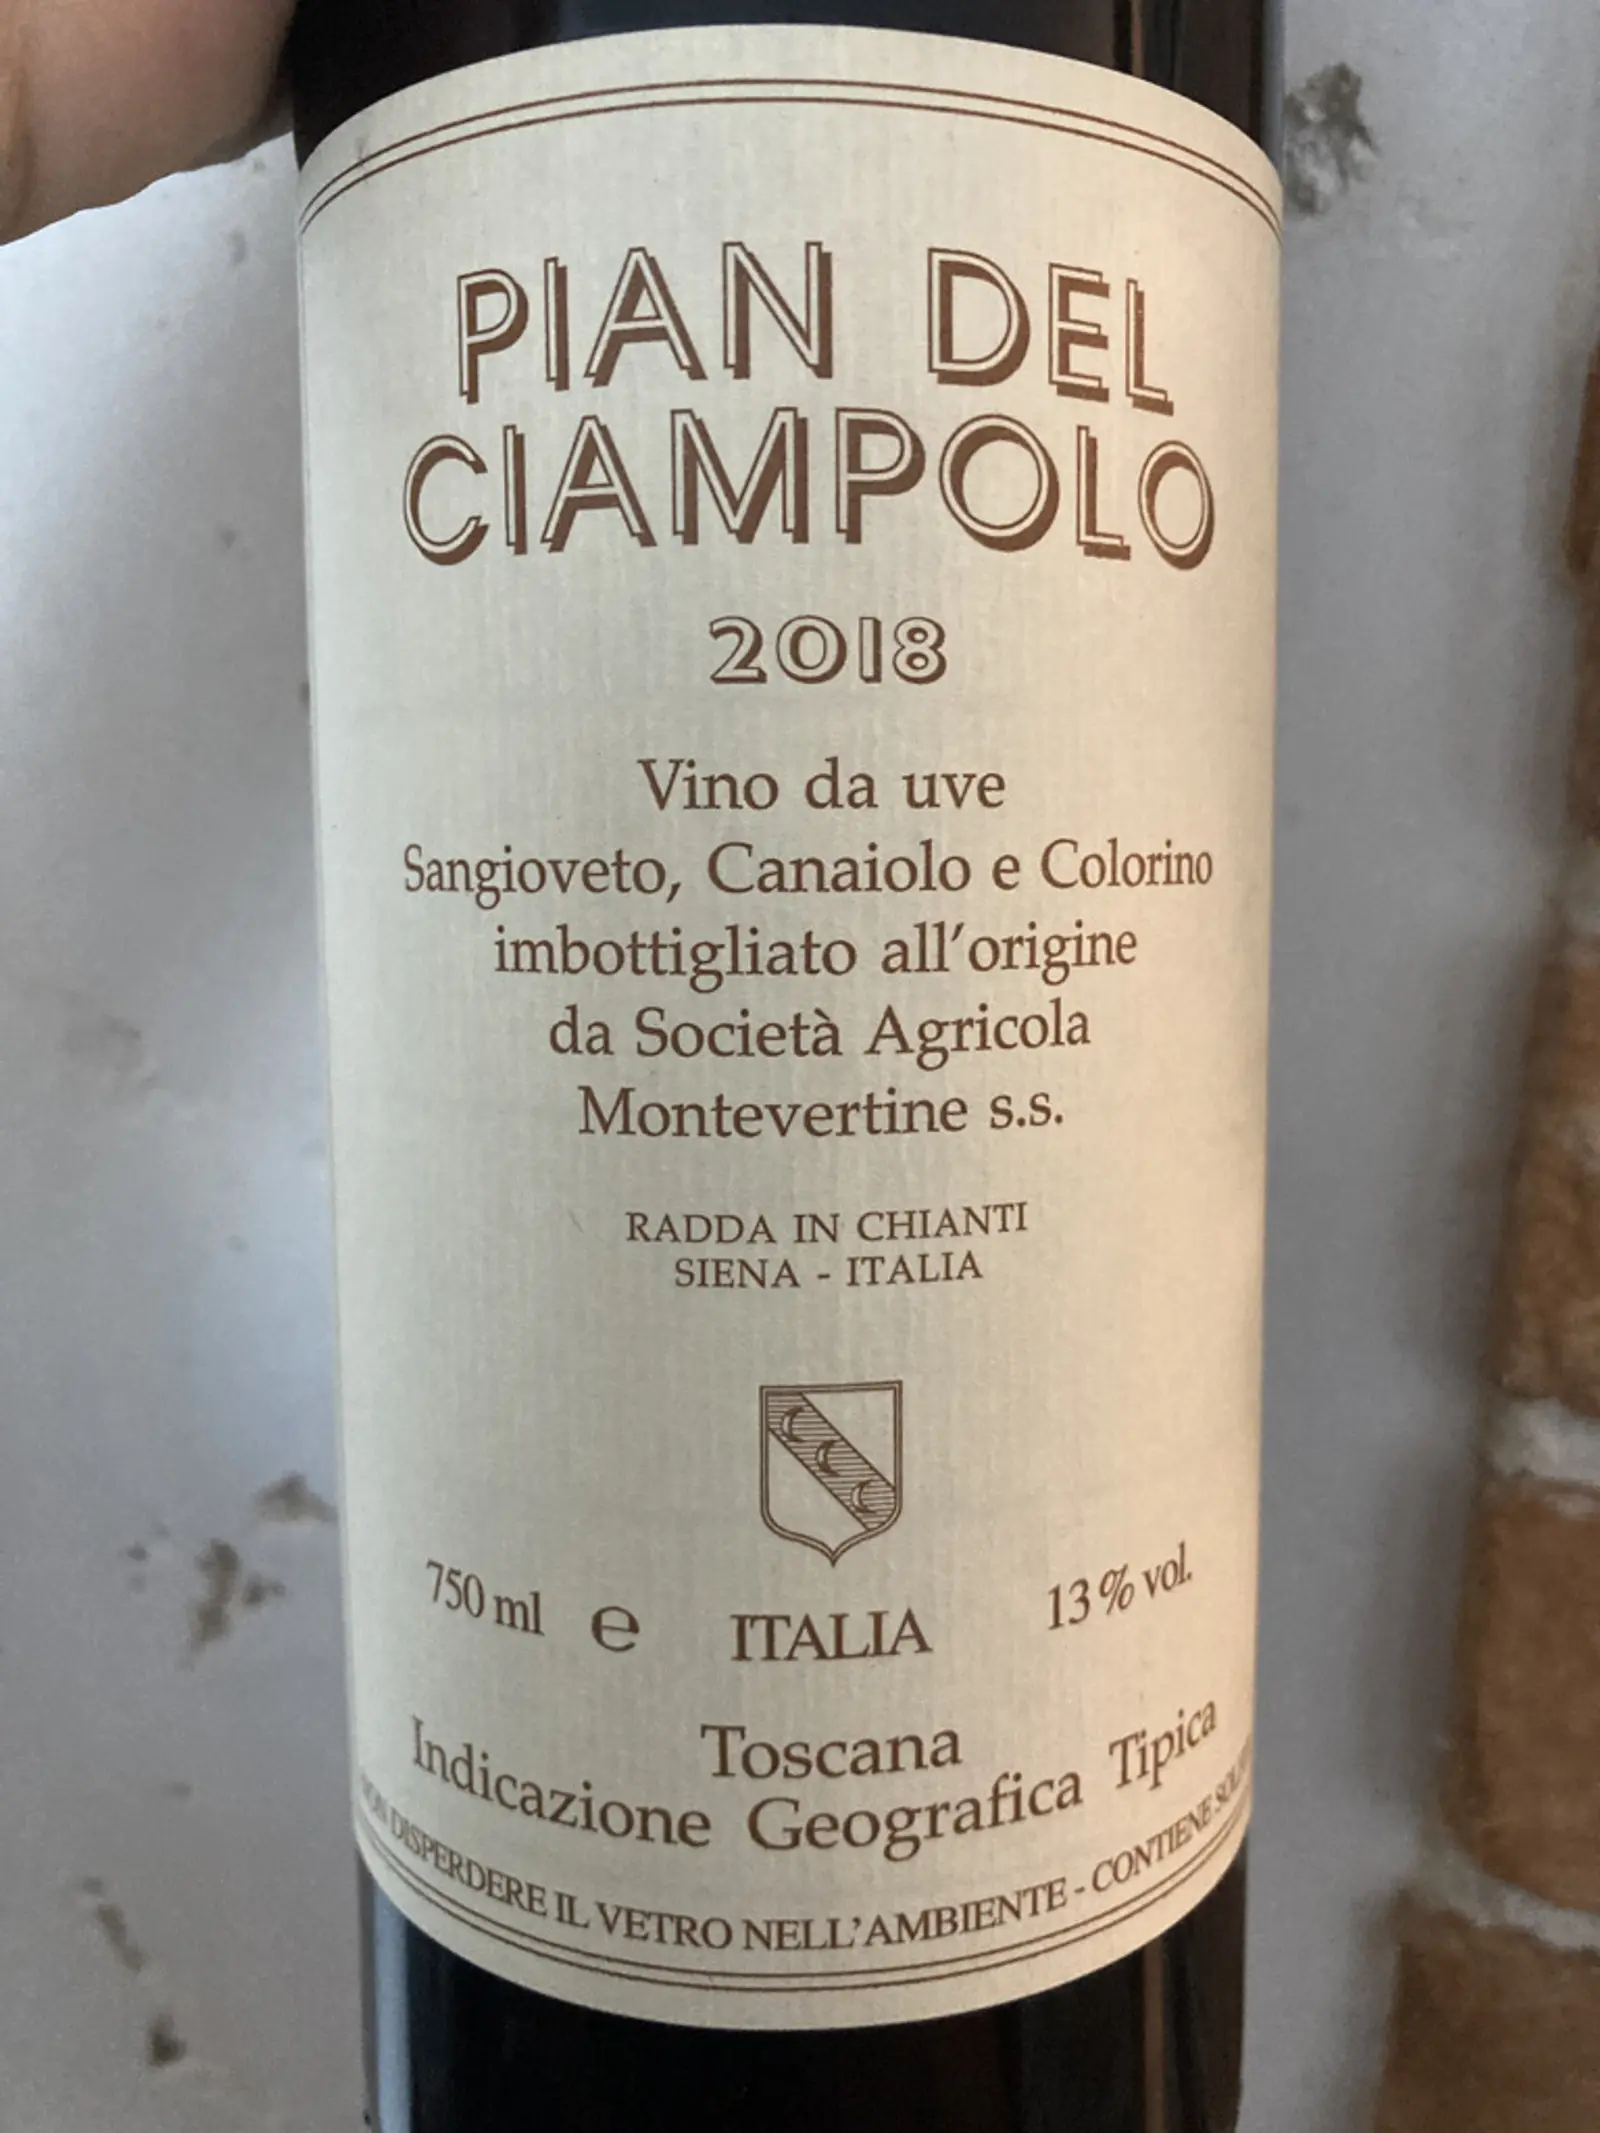 PIAN DEL
CIAMPOLO
2018
Vino da uve
Sangioveto, Canaiolo e Colorino
imbottigliato all'origine
da Società Agricola
Montevertine s.s.
RADDA IN CHIANTI
SIENA - ITALIA
750 ml e ITALIA 13% vol.
Toscana
Indicazione Geografica Tipica
NON DISPERDERE IL VETRO NELL'AMBIENTE - CONTIENE